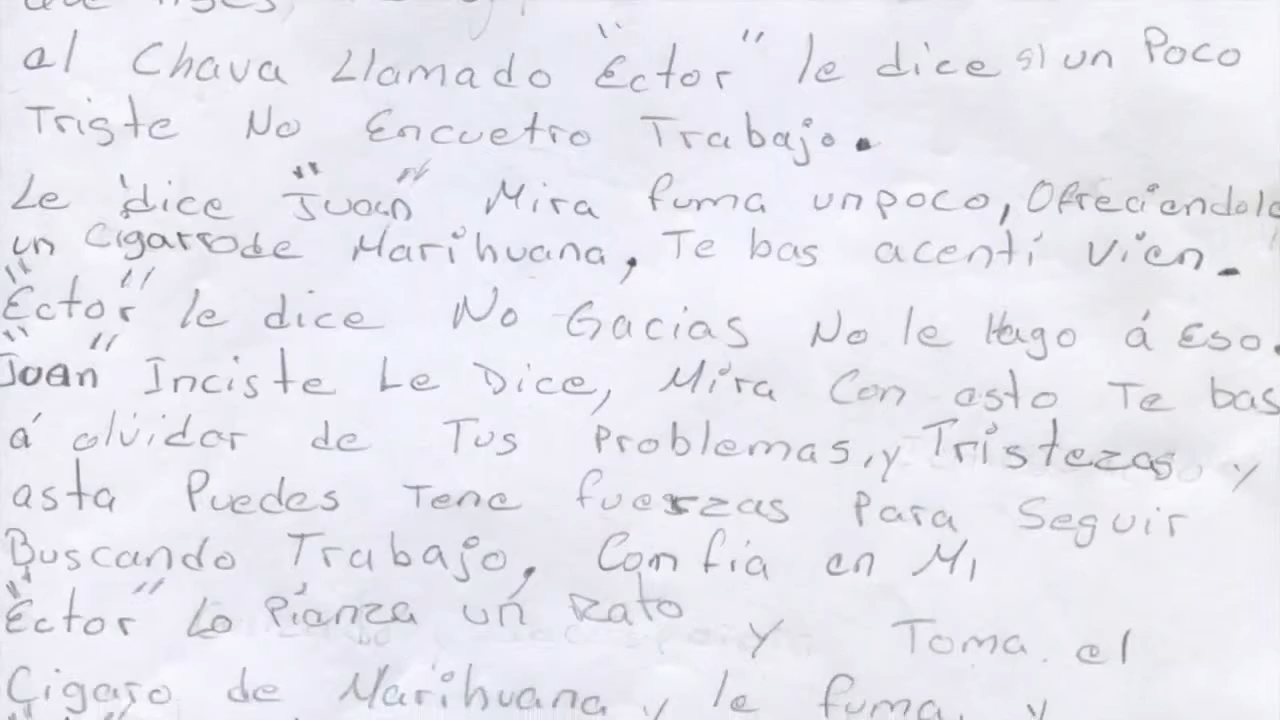 al Chava Llamado "Ector" le dice si un Poco
Triste No Encuetro Trabajo.
Le dice "Juan" Mira fuma unpoco, Ofreciendole
un Cigarrode Marihuana, Te bas acenti vien.
"Ector" le dice No Gacias No le Hago á Eso.
"Juan" Inciste Le Dice, Mira Con esto Te bas
á olvidar de Tus Problemas, y Tristezas y
asta Puedes Tene fuerzas Para Seguir
Buscando Trabajo, Comfia en Mi
"Ector" Lo Pianza un Rato y Toma el
Cigaro de Marihuana y le fuma, y